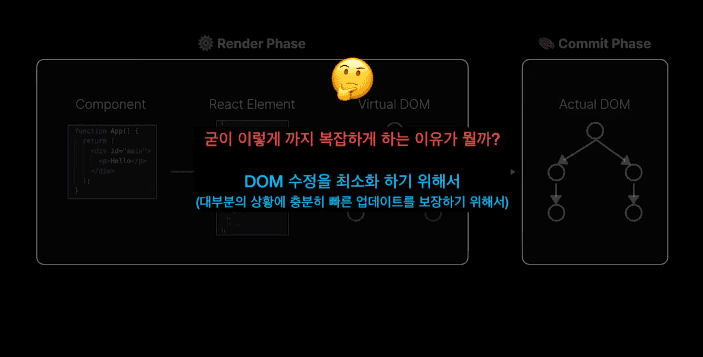 Render Phase
Commit Phase
Component
React Element
Virtual DOM
Actual DOM
function App() {
return (
<div id="main">
<p>Hello</p>
</div>
);
}
굳이 이렇게 까지 복잡하게 하는 이유가 뭘까?
DOM 수정을 최소화 하기 위해서
(대부분의 상황에 충분히 빠른 업데이트를 보장하기 위해서)